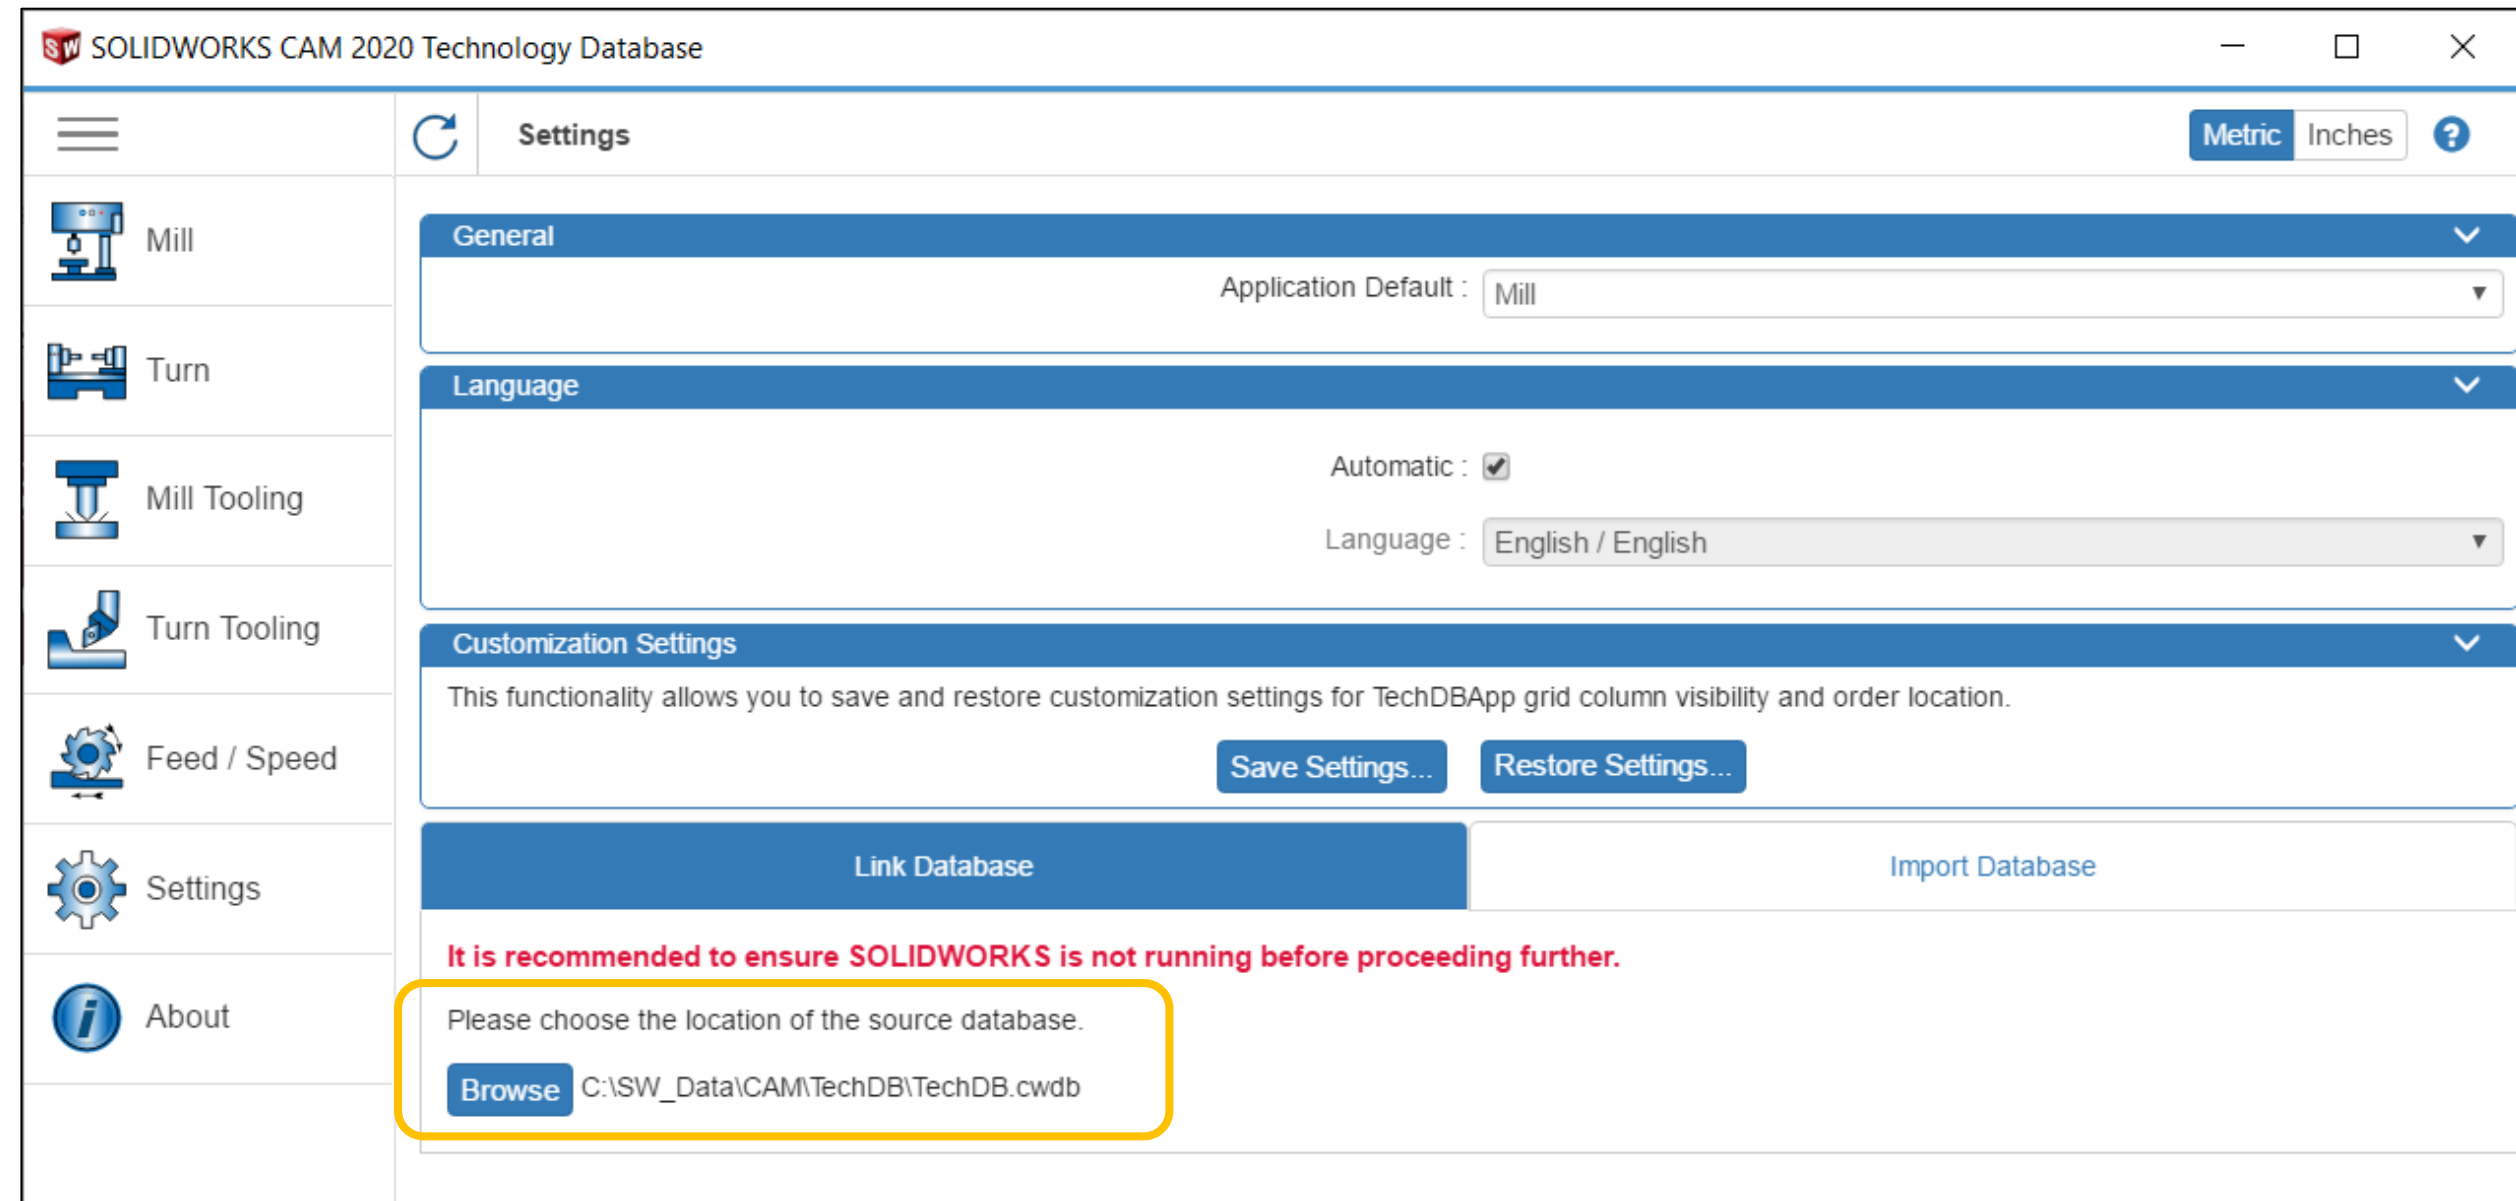 SW SOLIDWORKS CAM 2020 Technology Database
Settings
Metric Inches ?
Mill
Turn
Mill Tooling
Turn Tooling
Feed / Speed
Settings
About
General
Application Default : Mill
Language
Automatic :
Language : English / English
Customization Settings
This functionality allows you to save and restore customization settings for TechDBApp grid column visibility and order location.
Save Settings... Restore Settings...
Link Database Import Database
It is recommended to ensure SOLIDWORKS is not running before proceeding further.
Please choose the location of the source database.
Browse C:\SW_Data\CAM\TechDB\TechDB.cwdb